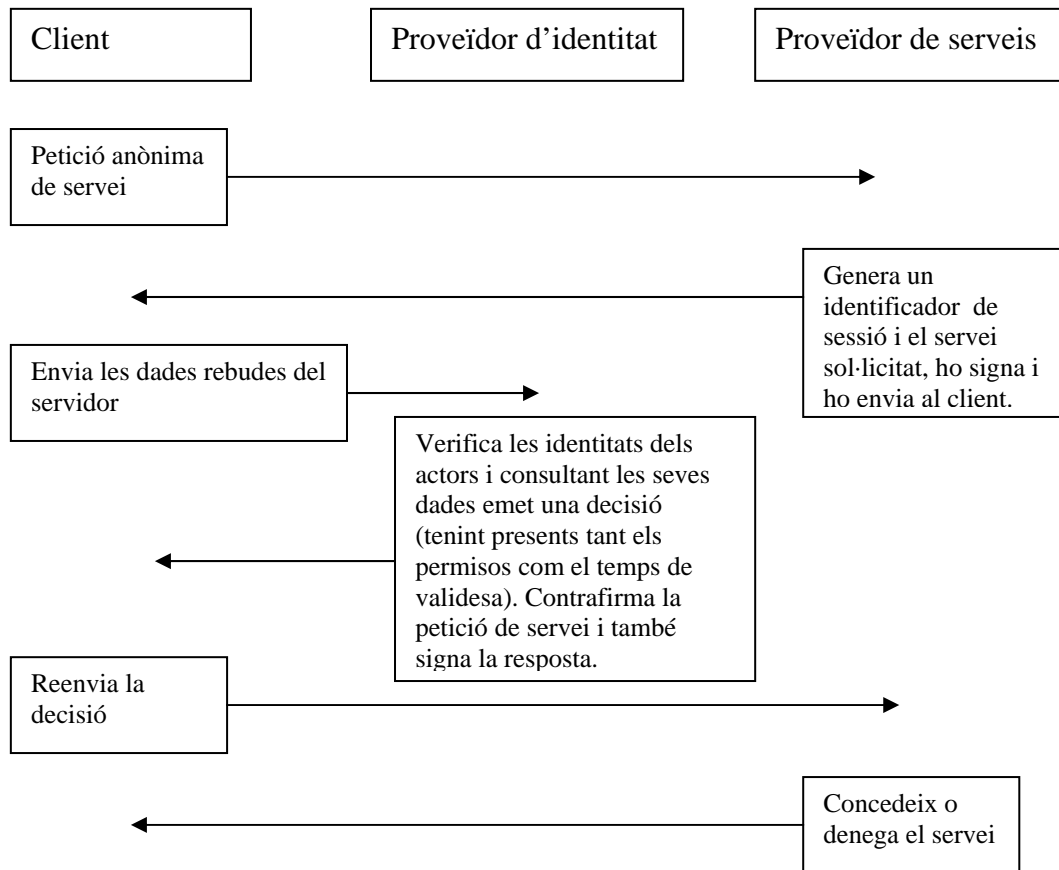 Client
Proveïdor d’identitat
Proveïdor de serveis
Petició anònima
de servei
Genera un
identificador  de
sessió i el servei
sol·licitat, ho signa i
ho envia al client.
Envia les dades rebudes del
servidor
Verifica les identitats dels
actors i consultant les seves
dades emet una decisió
(tenint presents tant els
permisos com el temps de
validesa). Contrafirma la
petició de servei i també
signa la resposta.
Reenvia la
decisió
Concedeix o
denega el servei